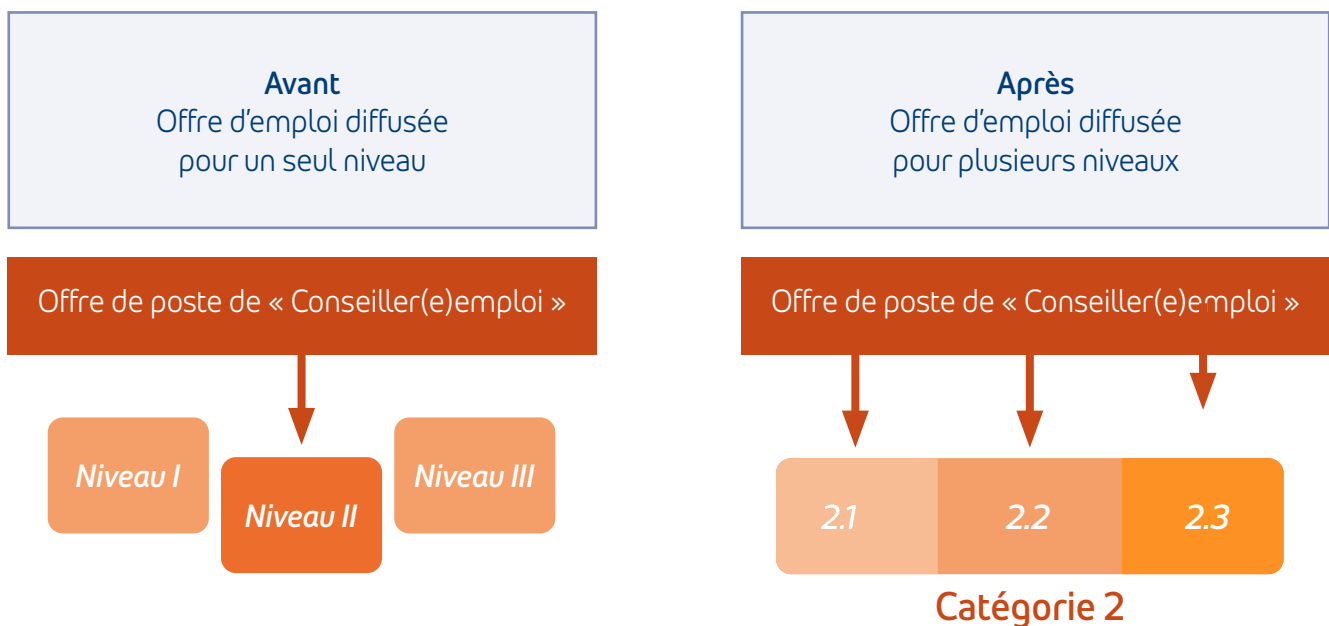 Avant
Offre d'emploi diffusée
pour un seul niveau
Offre de poste de « Conseiller(e)emploi »
Niveau I
Niveau II
Niveau III
Après
Offre d'emploi diffusée
pour plusieurs niveaux
Offre de poste de « Conseiller(e)emploi »
2.1
2.2
2.3
Catégorie 2